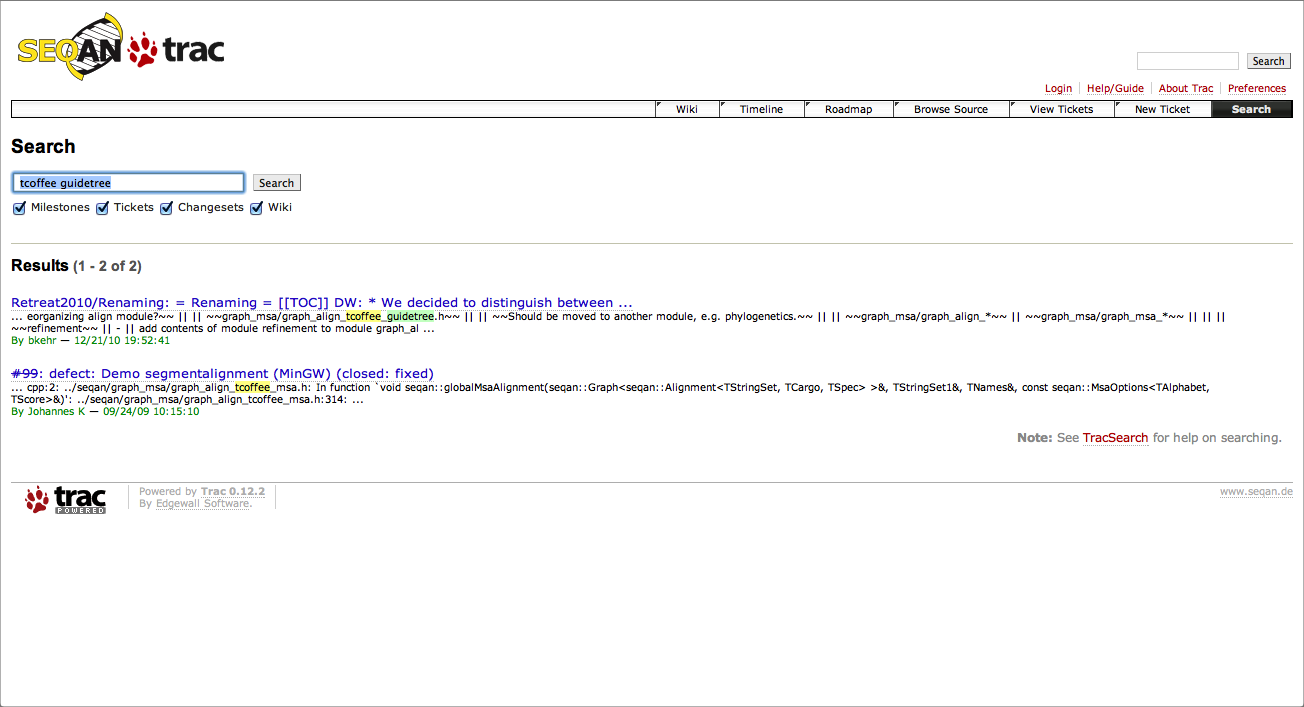 SEQAN trac
Search
Login Help/Guide About Trac Preferences
Wiki Timeline Roadmap Browse Source View Tickets New Ticket Search
Search
tcoffee guidetree Search
Milestones Tickets Changesets Wiki
Results (1 - 2 of 2)
Retreat2010/Renaming: = Renaming = [[TOC]] DW: * We decided to distinguish between ...
... eorganizing align module?~~ || || ~~graph_msa/graph_align_tcoffee_guidetree.h~~ || || ~~Should be moved to another module, e.g. phylogenetics.~~ || || ~~graph_msa/graph_align_*~~ || ~~graph_msa/graph_msa_*~~ || || ||
~~refinement~~ || - || add contents of module refinement to module graph_al ...
By bkehr — 12/21/10 19:52:41
#99: defect: Demo segmentalignment (MinGW) (closed: fixed)
... cpp:2: ../seqan/graph_msa/graph_align_tcoffee_msa.h: In function `void seqan::globalMsaAlignment(seqan::Graph<seqan::Alignment<TStringSet, TCargo, TSpec> >&, TStringSet1&, TNames&, const seqan::MsaOptions<TAlphabet,
TScore>&)': ../seqan/graph_msa/graph_align_tcoffee_msa.h:314: ...
By Johannes K — 09/24/09 10:15:10
Note: See TracSearch for help on searching.
trac POWERED
Powered by Trac 0.12.2
By Edgewall Software.
www.seqan.de